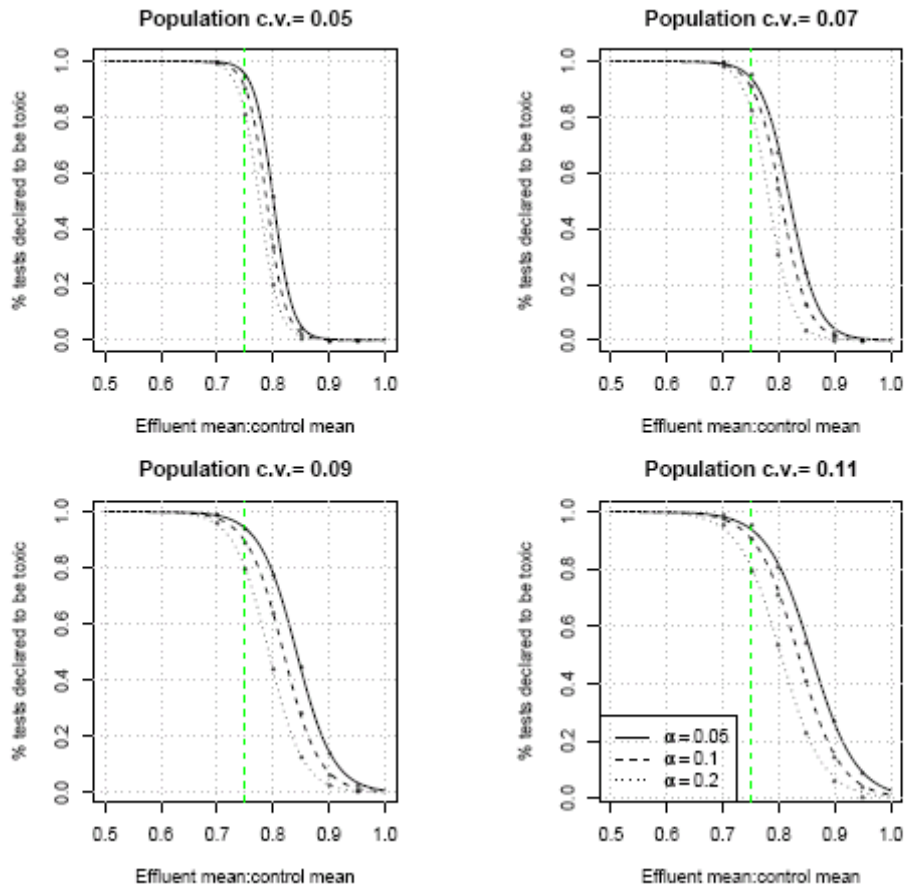 Population c.v.= 0.05
% tests declared to be toxic
1.0
0.8
0.6
0.4
0.2
0.0
0.5 0.6 0.7 0.8 0.9 1.0
Effluent mean:control mean
Population c.v.= 0.07
% tests declared to be toxic
1.0
0.8
0.6
0.4
0.2
0.0
0.5 0.6 0.7 0.8 0.9 1.0
Effluent mean:control mean
Population c.v.= 0.09
% tests declared to be toxic
1.0
0.8
0.6
0.4
0.2
0.0
0.5 0.6 0.7 0.8 0.9 1.0
Effluent mean:control mean
Population c.v.= 0.11
% tests declared to be toxic
1.0
0.8
0.6
0.4
0.2
0.0
α = 0.05
α = 0.1
α = 0.2
0.5 0.6 0.7 0.8 0.9 1.0
Effluent mean:control mean